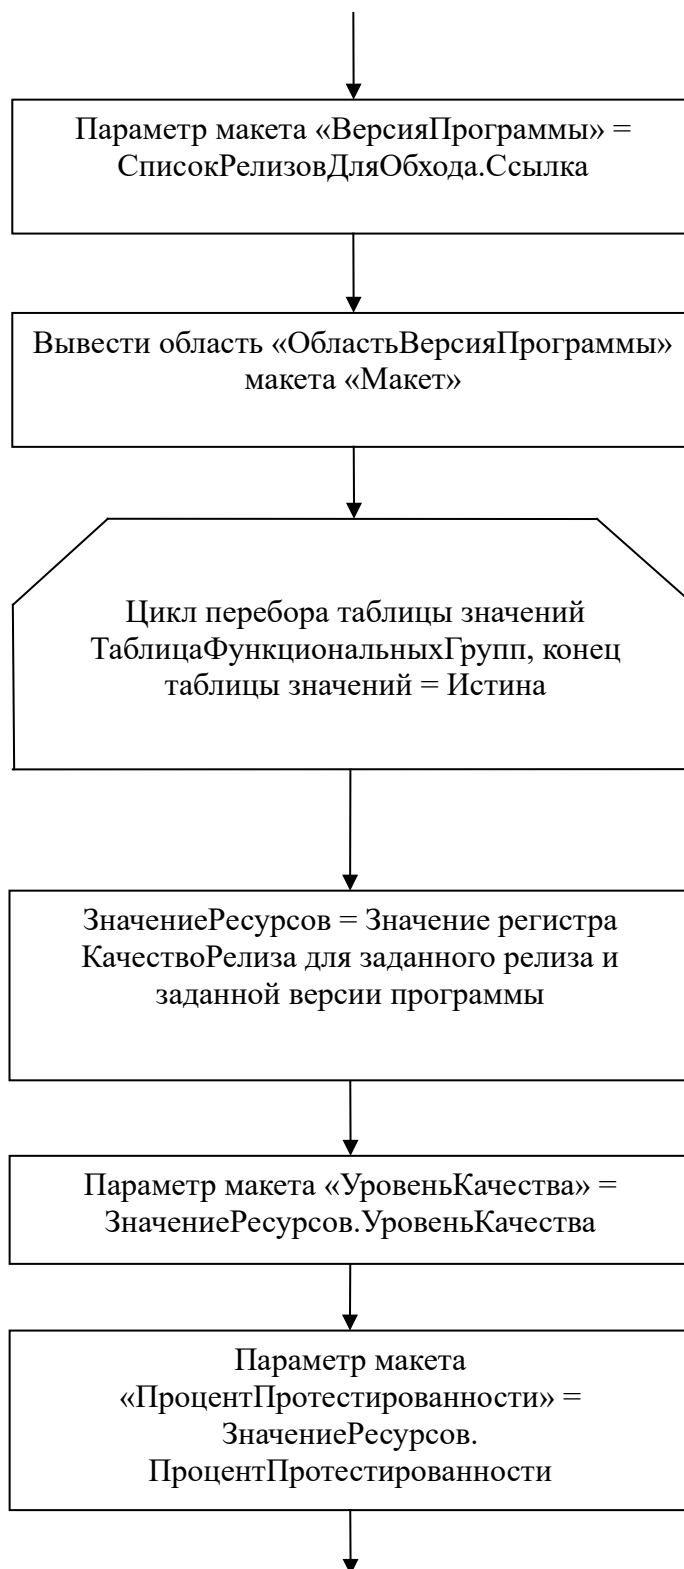 Параметр макета «ВерсияПрограммы» =
СписокРелизовДляОбхода.Ссылка
Вывести область «ОбластьВерсияПрограммы»
макета «Макет»
Цикл перебора таблицы значений
ТаблицаФункциональныхГрупп, конец
таблицы значений = Истина
ЗначениеРесурсов = Значение регистра
КачествоРелиза для заданного релиза и
заданной версии программы
Параметр макета «УровеньКачества» =
ЗначениеРесурсов.УровеньКачества
Параметр макета
«ПроцентПротестированности» =
ЗначениеРесурсов.
ПроцентПротестированности